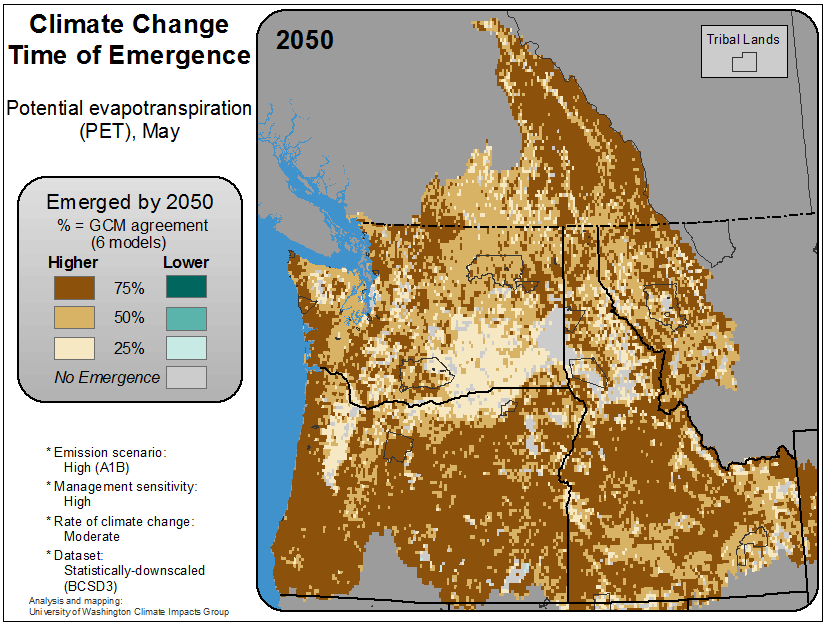 Climate Change
Time of Emergence
Potential evapotranspiration
(PET), May
Emerged by 2050
% = GCM agreement
(6 models)
Higher Lower
75%
50%
25%
No Emergence
* Emission scenario:
High (A1B)
* Management sensitivity:
High
* Rate of climate change:
Moderate
* Dataset:
Statistically-downscaled
(BCSD3)
Analysis and mapping:
University of Washington Climate Impacts Group
2050
Tribal Lands